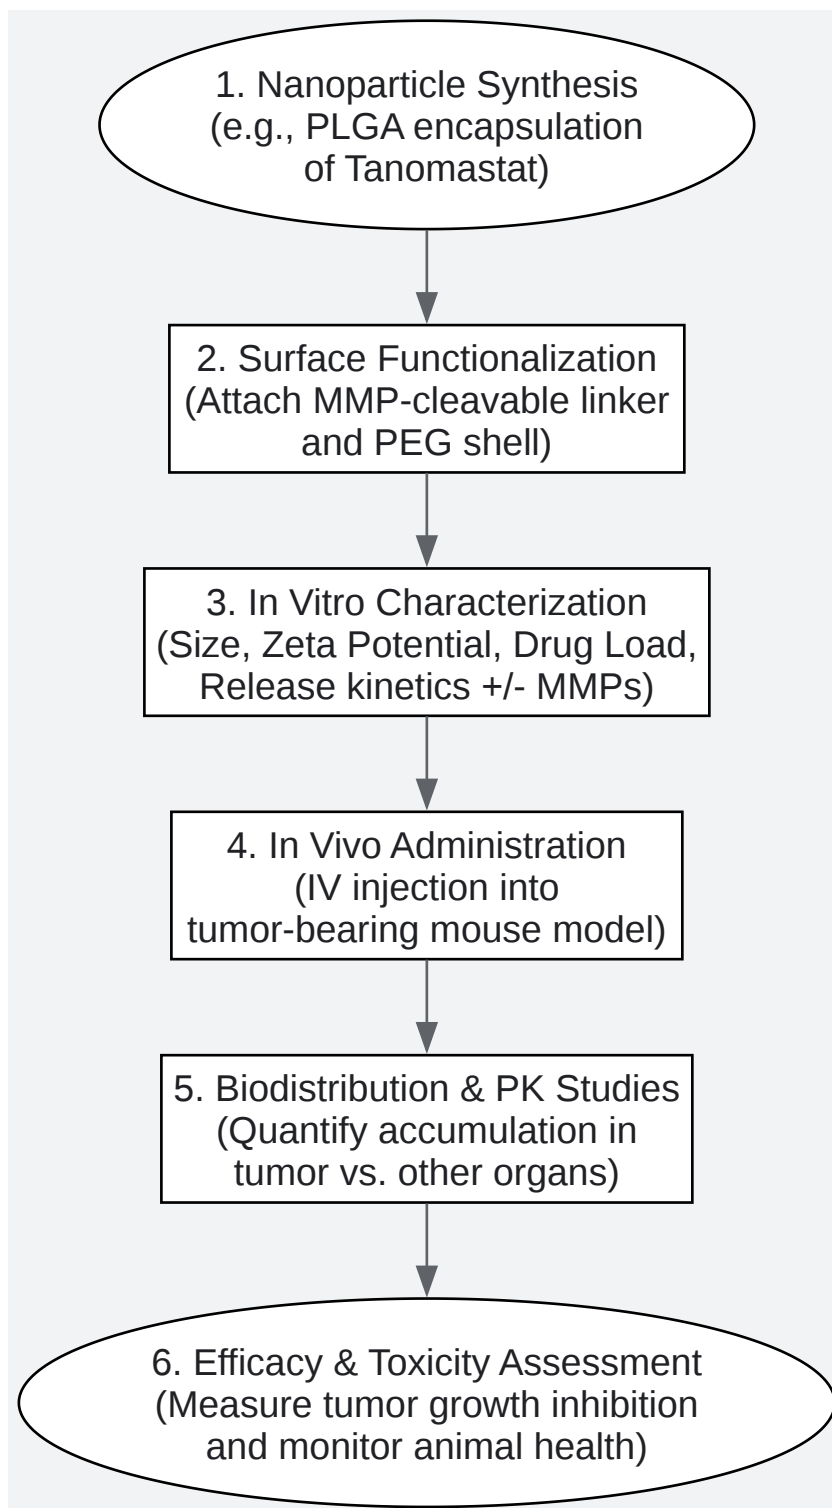 1. Nanoparticle Synthesis
(e.g., PLGA encapsulation
of Tanomastat)
2. Surface Functionalization
(Attach MMP-cleavable linker
and PEG shell)
3. In Vitro Characterization
(Size, Zeta Potential, Drug Load,
Release kinetics +/- MMPs)
4. In Vivo Administration
(IV injection into
tumor-bearing mouse model)
5. Biodistribution & PK Studies
(Quantify accumulation in
tumor vs. other organs)
6. Efficacy & Toxicity Assessment
(Measure tumor growth inhibition
and monitor animal health)